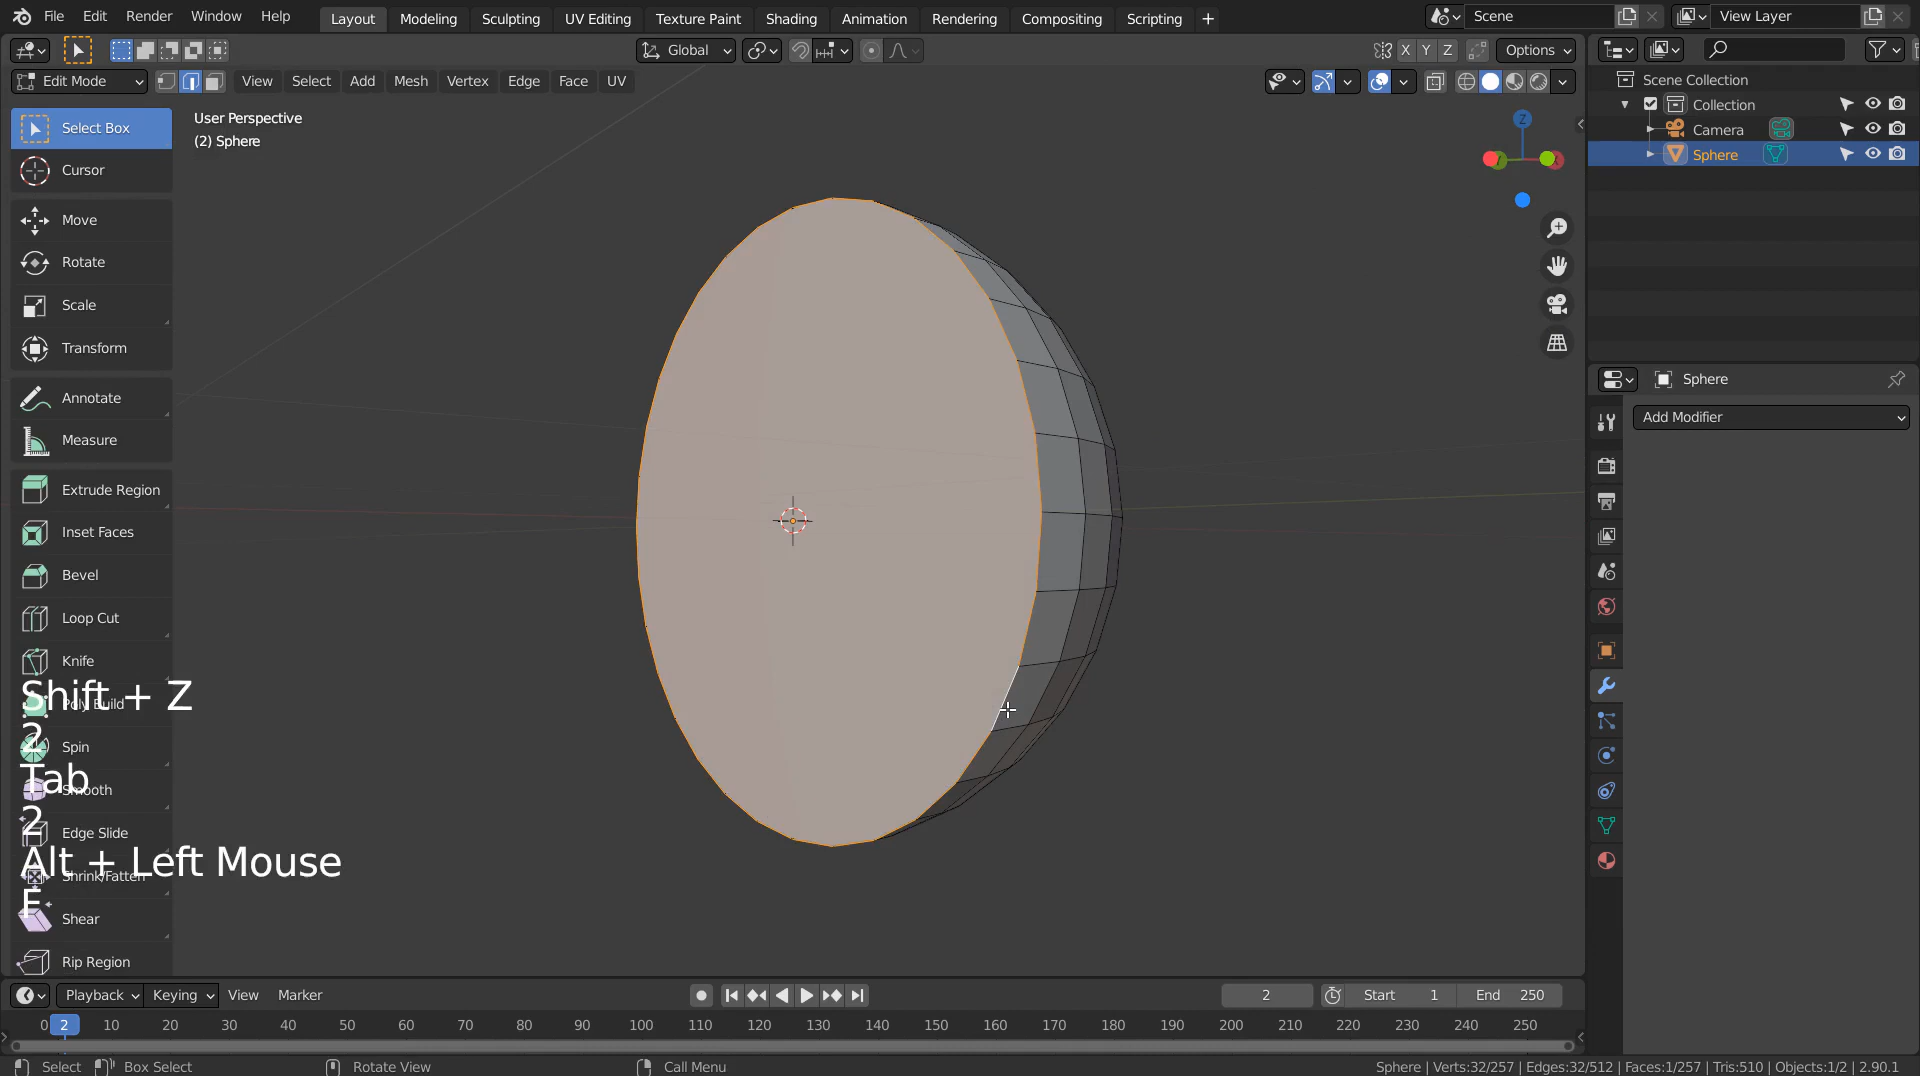 File Edit Render Window Help Layout Modeling Sculpting UV Editing Texture Paint Shading Animation Rendering Compositing Scripting + Scene View Layer
Global X Y Z Options
Edit Mode View Select Add Mesh Vertex Edge Face UV
Scene Collection
Collection
Camera
Sphere
User Perspective
(2) Sphere
Z
Select Box
Cursor
Move
Rotate
Scale
Transform
Annotate
Measure
Extrude Region
Inset Faces
Bevel
Loop Cut
Knife
Poly Build
Spin
Smooth
Edge Slide
Shrink/Fatten
Shear
Rip Region
Shift + Z
2
Tab
2
Alt + Left Mouse
F
Sphere
Add Modifier
Playback Keying View Marker 2 Start 1 End 250
0 2 10 20 30 40 50 60 70 80 90 100 110 120 130 140 150 160 170 180 190 200 210 220 230 240 250
Select Box Select Rotate View Call Menu Sphere | Verts:32/257 | Edges:32/512 | Faces:1/257 | Tris:510 | Objects:1/2 | 2.90.1